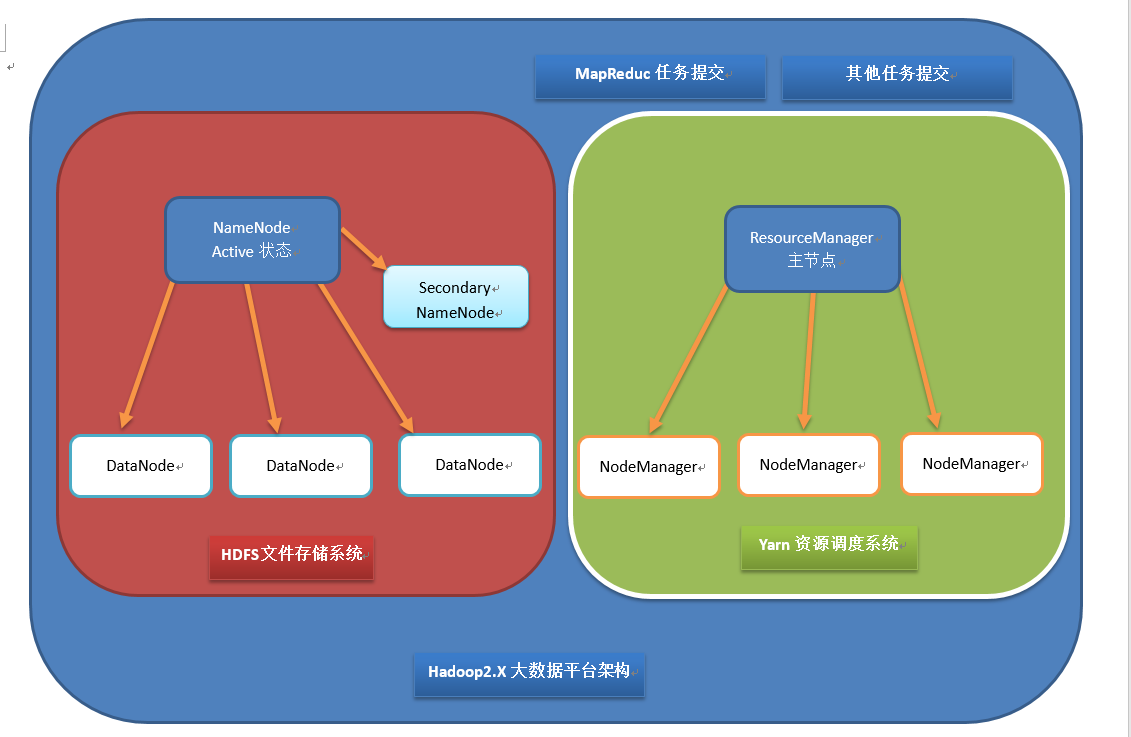 MapReduc 任务提交
其他任务提交
NameNode
Active 状态
Secondary
NameNode
DataNode
DataNode
DataNode
HDFS文件存储系统
ResourceManager
主节点
NodeManager
NodeManager
NodeManager
Yarn 资源调度系统
Hadoop2.X 大数据平台架构